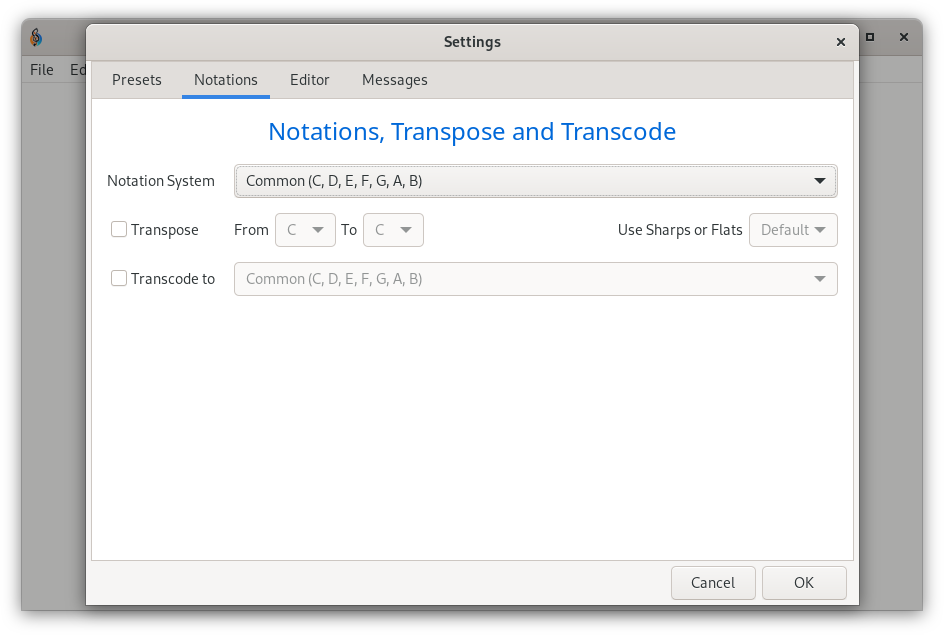 Settings
File Ed
Presets Notations Editor Messages
Notations, Transpose and Transcode
Notation System Common (C, D, E, F, G, A, B)
Transpose From C To C Use Sharps or Flats Default
Transcode to Common (C, D, E, F, G, A, B)
Cancel OK